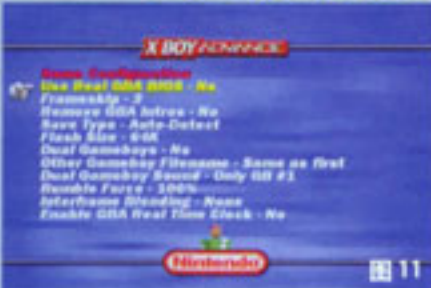 X BOY ADVANCE
Game Configuration
Use Real GBA BIOS - No
Frameskip - 3
Remove GBA Intros - No
Save Type - Auto-Detect
Flash Size - 64K
Dual Gameboys - No
Other Gameboy Filename - Same as first
Dual Gameboy Sound - Only GB #1
Rumble Force - 100%
Interframe Blending - None
Enable GBA Real Time Clock - No
Nintendo
11